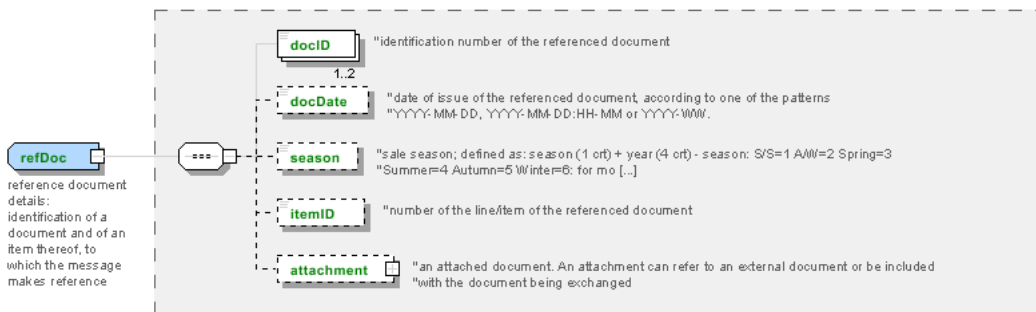 docID
"identification number of the referenced document
1..2
docDate
"date of issue of the referenced document, according to one of the patterns
"YYYY-MM-DD, YYYY-MM-DD:HH-MM or YYYY-WW.
season
"sale season; defined as: season (1 crt) + year (4 crt) - season: S/S=1 A/W=2 Spring=3
"Summer=4 Autumn=5 Winter=6: for mo [...]
itemID
"number of the line/item of the referenced document
attachment
"an attached document. An attachment can refer to an external document or be included
"with the document being exchanged
refDoc
reference document
details:
identification of a
document and of an
item thereof, to
which the message
makes reference